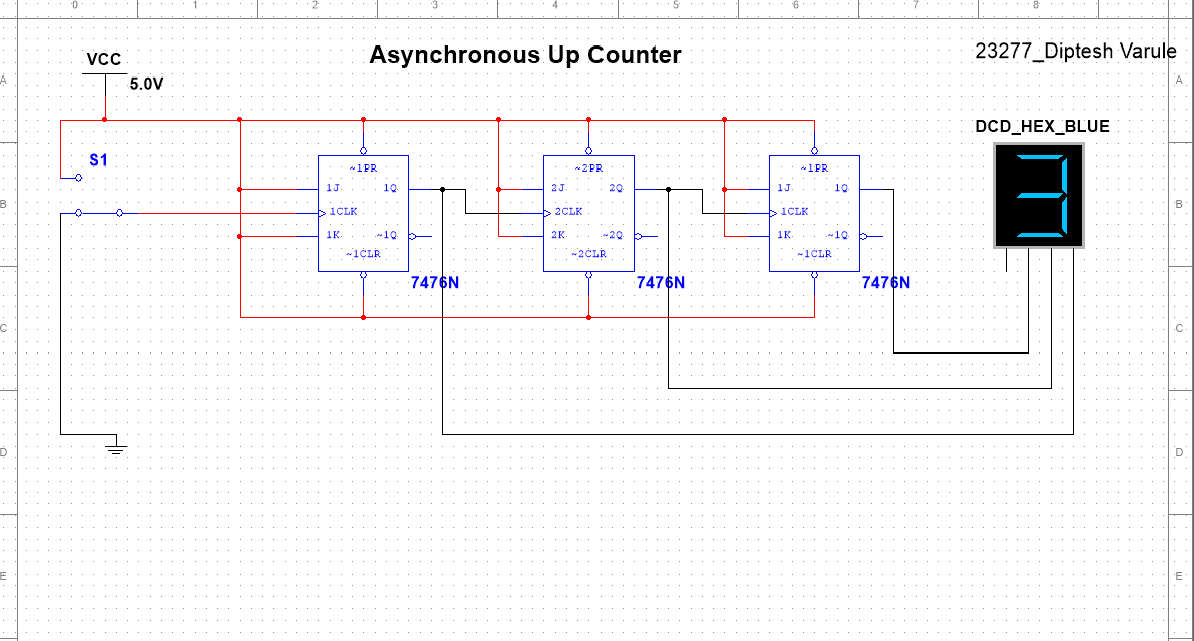 0 1 2 3 4 5 6 7 8
Asynchronous Up Counter
23277_Diptesh Varule
VCC
5.0V
A A
DCD_HEX_BLUE
S1
3
~1PR ~2PR ~1PR
1J 1Q 2J 2Q 1J 1Q
B B
1CLK 2CLK 1CLK
1K ~1Q 2K ~2Q 1K ~1Q
~1CLR ~2CLR ~1CLR
7476N 7476N 7476N
C C
D D
E E